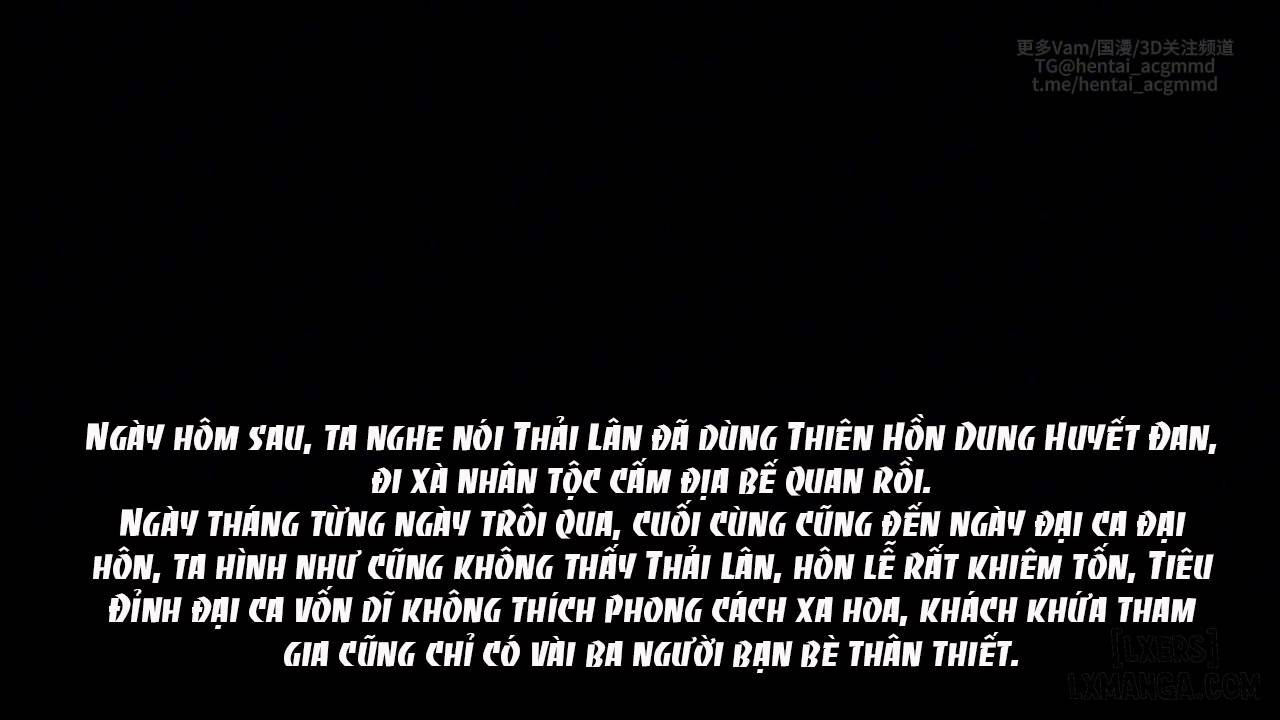 更多Vam/国漫/3D关注频道
TG@hentai_acgmmd
t.me/hentai_acgmmd
Ngày hôm sau, ta nghe nói Thải Lân đã dùng Thiên Hồn Dung Huyết Đan,
đi xà nhân tộc cấm địa bế quan rồi.
Ngày tháng từng ngày trôi qua, cuối cùng cũng đến ngày đại ca đại
hôn, ta hình như cũng không thấy Thải Lân, hôn lễ rất khiêm tốn, Tiêu
Đỉnh đại ca vốn dĩ không thích phong cách xa hoa, khách khứa tham
gia cũng chỉ có vài ba người bạn bè thân thiết.
[LXERS]
LXMANGA.COM